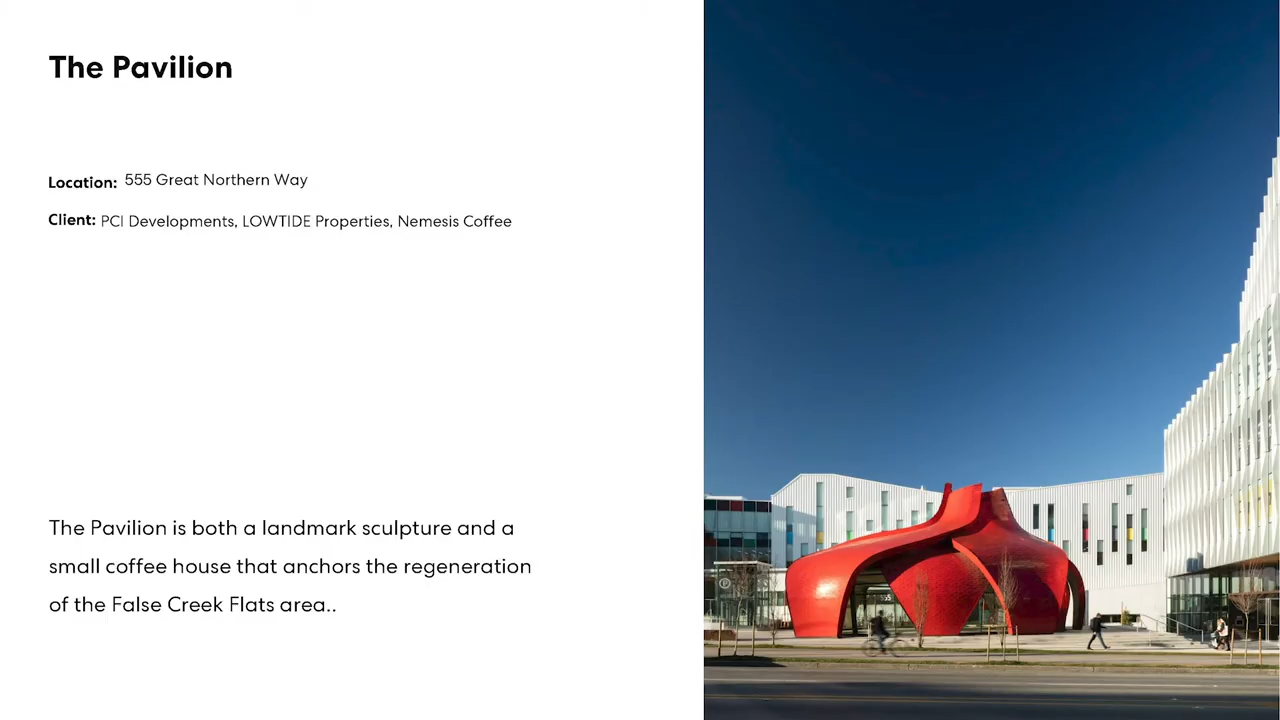 The Pavilion
Location: 555 Great Northern Way
Client: PCI Developments, LOWTIDE Properties, Nemesis Coffee
The Pavilion is both a landmark sculpture and a
small coffee house that anchors the regeneration
of the False Creek Flats area..
555